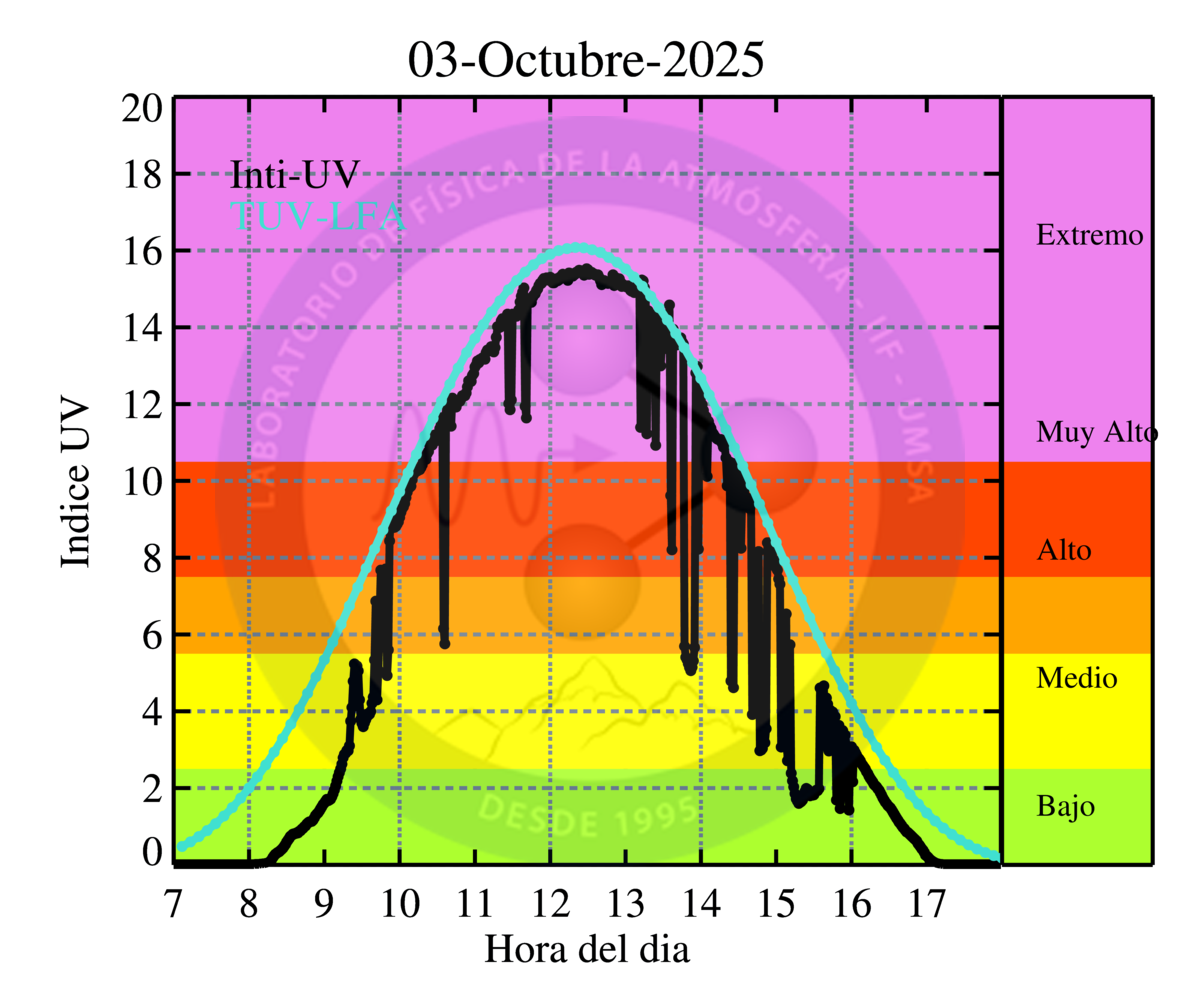 03-Octubre-2025
20
18
16
14
12
10
8
6
4
2
0
Indice UV
Inti-UV
TUV-LFA
LABORATORIO DE FÍSICA DE LA ATMÓSFERA - IIF - UMSA
DESDE 1995
Extremo
Muy Alto
Alto
Medio
Bajo
7 8 9 10 11 12 13 14 15 16 17
Hora del dia